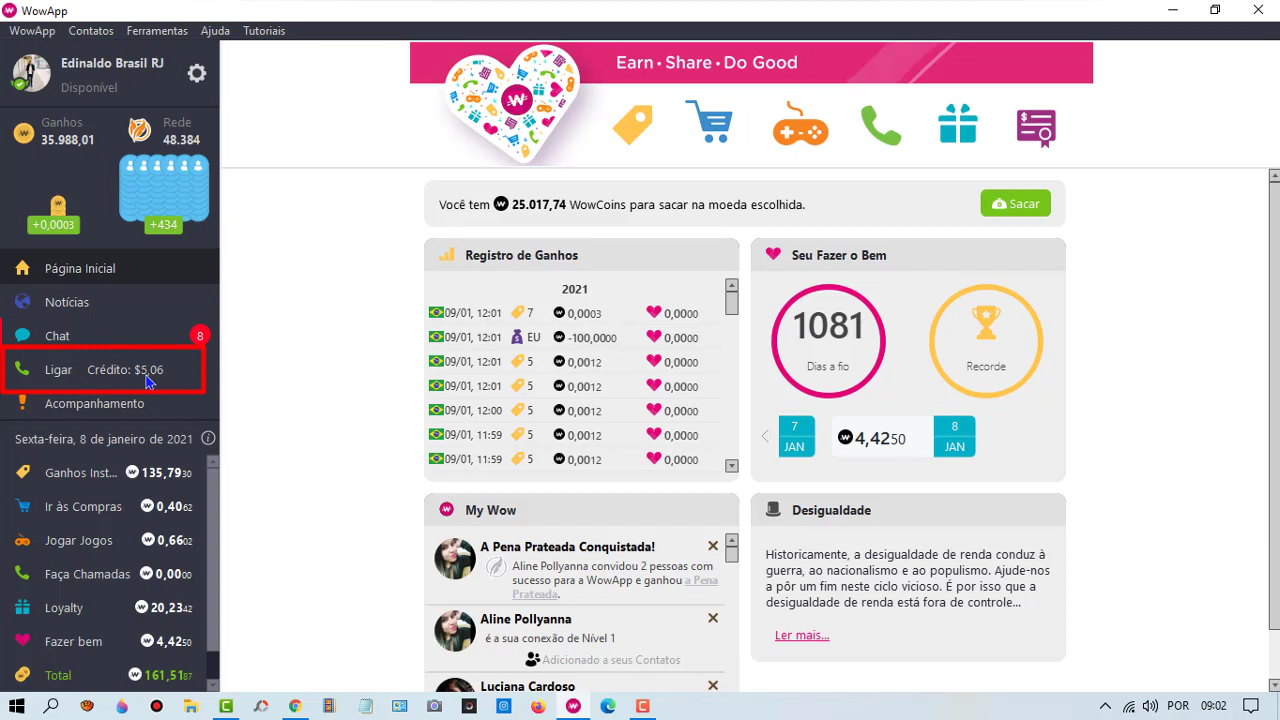 WowApp
WowApp Contatos Ferramentas Ajuda Tutoriais
Edinaldo Brasil RJ
Disponível
Ganhos
35.988,01
Rede
48.384
+0,0003
+434
Página Inicial
Notícias
Chat 8
Ligar Crédito: $5,06
Acompanhamento
Sexta-feira, 8 de janeiro de 2021
Ganhos Inst... 135,7930
Ir às Compras 0,4062
Jogar Jogos 0,6602
Faça Chamadas 0,0000
Loyalty 20,2342
Fazer bem 4,4250
Total 161,5187
Earn • Share • Do Good
Você tem 25.017,74 WowCoins para sacar na moeda escolhida.
Sacar
Registro de Ganhos
2021
09/01, 12:01 7 0,0003 0,0000
09/01, 12:01 EU -100,0000
09/01, 12:01 5 0,0012 0,0000
09/01, 12:01 5 0,0012 0,0000
09/01, 12:00 5 0,0012 0,0000
09/01, 11:59 5 0,0012 0,0000
09/01, 11:59 5 0,0012 0,0000
Seu Fazer o Bem
1081
Dias a fio
Recorde
7
JAN
4,4250
8
JAN
My Wow
A Pena Prateada Conquistada!
Aline Pollyanna convidou 2 pessoas com
sucesso para a WowApp e ganhou a Pena
Prateada.
Aline Pollyanna
é a sua conexão de Nível 1
Adicionado a seus Contatos
Luciana Cardoso
Desigualdade
Historicamente, a desigualdade de renda conduz à
guerra, ao nacionalismo e ao populismo. Ajude-nos
a pôr um fim neste ciclo vicioso. É por isso que a
desigualdade de renda está fora de controle...
Ler mais...
POR 09:02